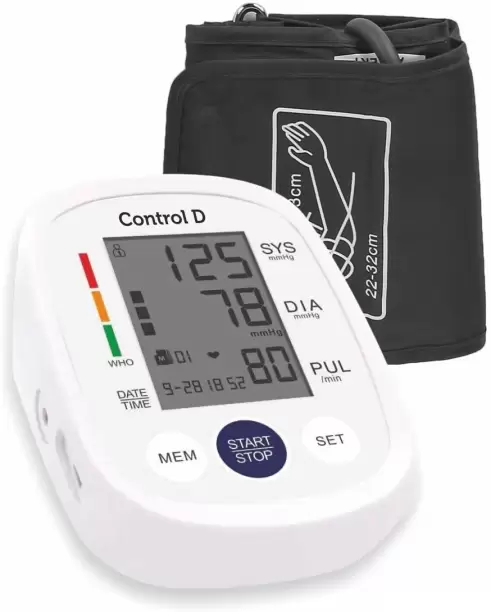 Control D
125 SYS
mmHg
78 DIA
mmHg
mmHg
WHO
M 01 80 PUL
/min
DATE
TIME
9-28 18 52
MEM
START
STOP
SET
22-32cm